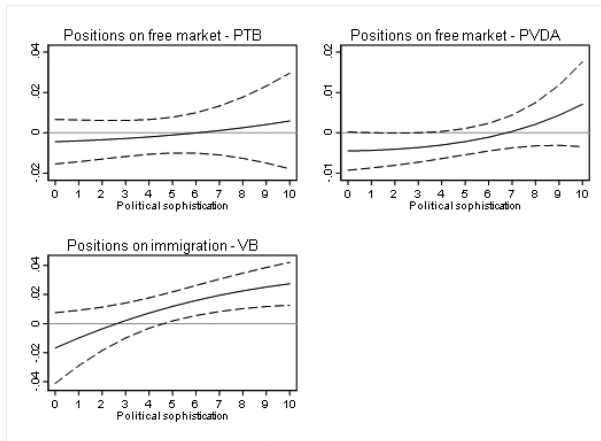 Positions on free market - PTB
.04
.02
0
-.02
0 1 2 3 4 5 6 7 8 9 10
Political sophistication
Positions on free market - PVDA
.02
.01
0
-.01
0 1 2 3 4 5 6 7 8 9 10
Political sophistication
Positions on immigration - VB
.04
.02
0
-.02
-.04
0 1 2 3 4 5 6 7 8 9 10
Political sophistication